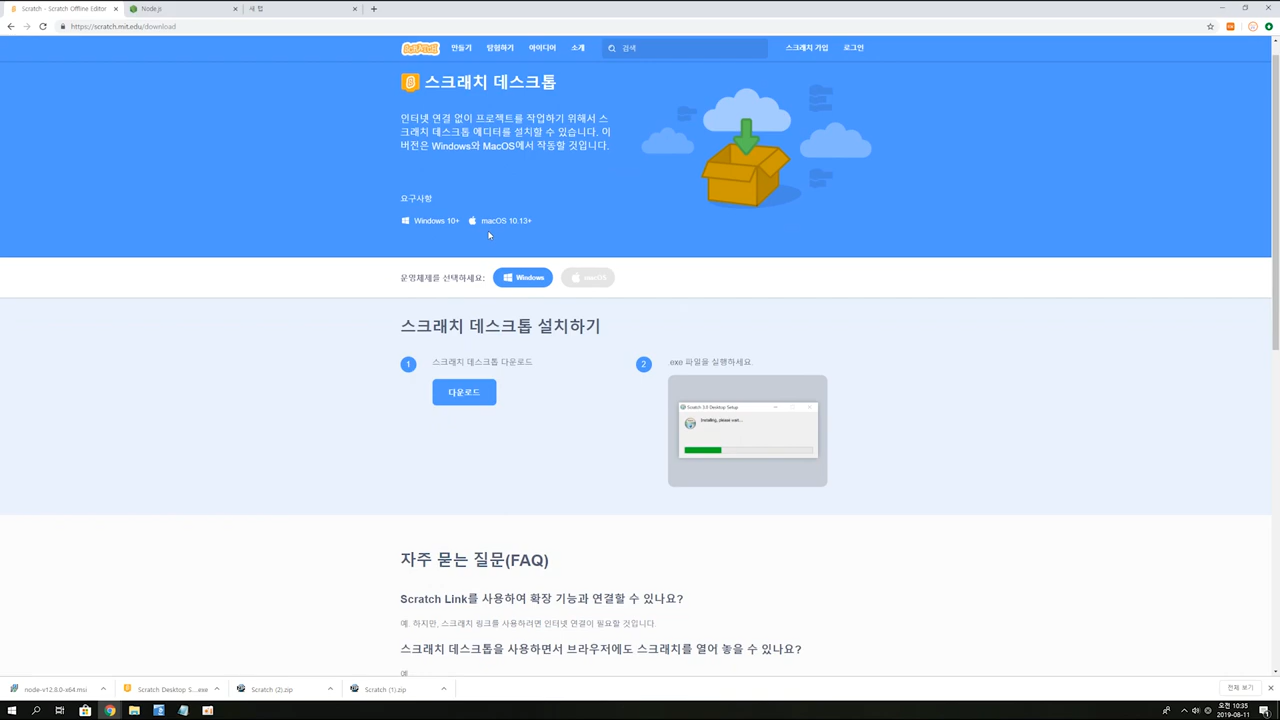 Scratch - Scratch Offline Editor
Node.js
새 탭
https://scratch.mit.edu/download
SCRATCH 만들기 탐험하기 아이디어 소개 검색 스크래치 가입 로그인
스크래치 데스크톱
인터넷 연결 없이 프로젝트를 작업하기 위해서 스
크래치 데스크톱 에디터를 설치할 수 있습니다. 이
버전은 Windows와 MacOS에서 작동할 것입니다.
요구사항
Windows 10+ macOS 10.13+
운영체제를 선택하세요: Windows macOS
스크래치 데스크톱 설치하기
1 스크래치 데스크톱 다운로드
다운로드
2 .exe 파일을 실행하세요.
Scratch 3.0 Desktop Setup
Installing, please wait...
자주 묻는 질문(FAQ)
Scratch Link를 사용하여 확장 기능과 연결할 수 있나요?
예. 하지만, 스크래치 링크를 사용하려면 인터넷 연결이 필요할 것입니다.
스크래치 데스크톱을 사용하면서 브라우저에도 스크래치를 열어 놓을 수 있나요?
예
node-v12.8.0-x64.msi
Scratch Desktop S....exe
Scratch (2).zip
Scratch (1).zip
전체 보기
오전 10:35
2019-08-11